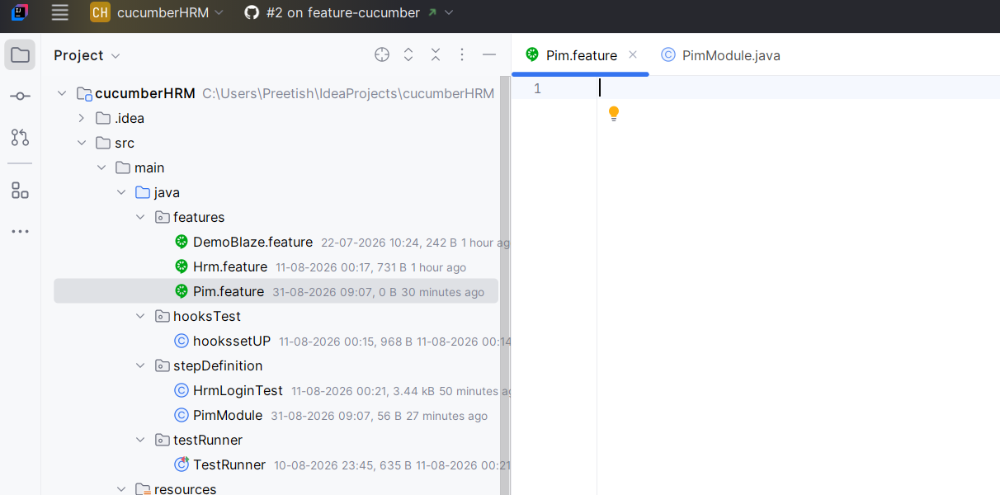 CH cucumberHRM #2 on feature-cucumber
Project
Pim.feature
PimModule.java
cucumberHRM C:\Users\Preetish\IdeaProjects\cucumberHRM
1
.idea
src
main
java
features
DemoBlaze.feature 22-07-2026 10:24, 242 B 1 hour ag
Hrm.feature 11-08-2026 00:17, 731 B 1 hour ago
Pim.feature 31-08-2026 09:07, 0 B 30 minutes ago
hooksTest
hookssetUP 11-08-2026 00:15, 968 B 11-08-2026 00:14
stepDefinition
HrmLoginTest 11-08-2026 00:21, 3.44 kB 50 minutes ag
PimModule 31-08-2026 09:07, 56 B 27 minutes ago
testRunner
TestRunner 10-08-2026 23:45, 635 B 11-08-2026 00:21
resources